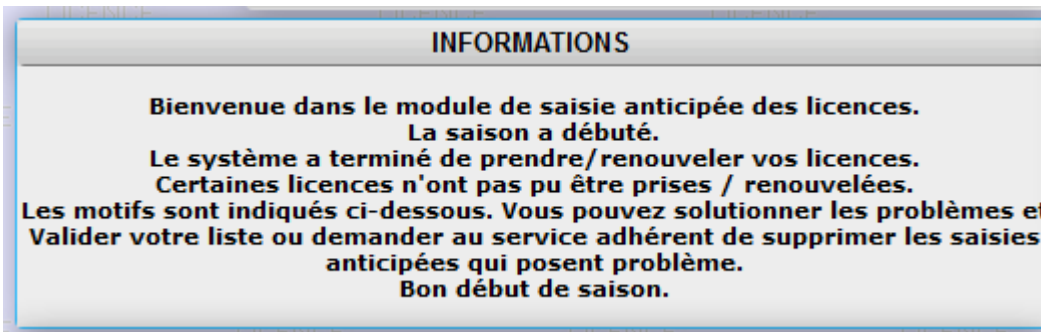 LICENCE LICENCE LICENCE
INFORMATIONS
Bienvenue dans le module de saisie anticipée des licences.
La saison a débuté.
Le système a terminé de prendre/renouveler vos licences.
Certaines licences n'ont pas pu être prises / renouvelées.
Les motifs sont indiqués ci-dessous. Vous pouvez solutionner les problèmes et
Valider votre liste ou demander au service adhérent de supprimer les saisies
anticipées qui posent problème.
Bon début de saison.